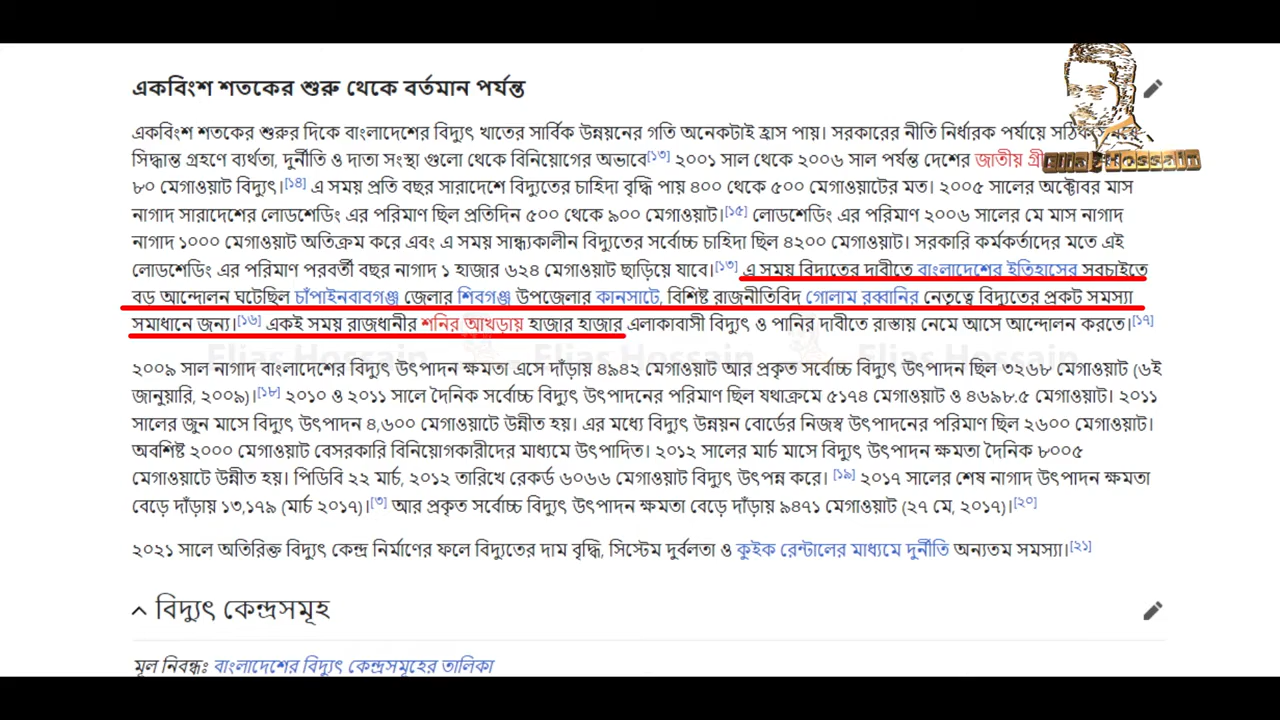 একবিংশ শতকের শুরু থেকে বর্তমান পর্যন্ত
একবিংশ শতকের শুরুর দিকে বাংলাদেশের বিদ্যুৎ খাতের সার্বিক উন্নয়নের গতি অনেকটাই হ্রাস পায়। সরকারের নীতি নির্ধারক পর্যায়ে
সিদ্ধান্ত গ্রহণে ব্যর্থতা, দুর্নীতি ও দাতা সংস্থা গুলো থেকে বিনিয়োগের অভাবে[১৩] ২০০১ সাল থেকে ২০০৬ সাল পর্যন্ত দেশের জাতীয় Elias Hossain
৮০ মেগাওয়াট বিদ্যুৎ।[১৪] এ সময় প্রতি বছর সারাদেশে বিদ্যুতের চাহিদা বৃদ্ধি পায় ৪০০ থেকে ৫০০ মেগাওয়াটের মত। ২০০৫ সালের অক্টোবর মাস
নাগাদ সারাদেশের লোডশেডিং এর পরিমাণ ছিল প্রতিদিন ৫০০ থেকে ৯০০ মেগাওয়াট।[১৫] লোডশেডিং এর পরিমাণ ২০০৬ সালের মে মাস নাগাদ
নাগাদ ১০০০ মেগাওয়াট অতিক্রম করে এবং এ সময় সান্ধ্যকালীন বিদ্যুতের সর্বোচ্চ চাহিদা ছিল ৪২০০ মেগাওয়াট। সরকারি কর্মকর্তাদের মতে এই
লোডশেডিং এর পরিমাণ পরবর্তী বছর নাগাদ ১ হাজার ৬২৪ মেগাওয়াট ছাড়িয়ে যাবে।[১৩] এ সময় বিদ্যুতের দাবীতে বাংলাদেশের ইতিহাসের সবচাইতে
বড় আন্দোলন ঘটেছিল চাঁপাইনবাবগঞ্জ জেলার শিবগঞ্জ উপজেলার কানসাটে, বিশিষ্ট রাজনীতিবিদ গোলাম রব্বানির নেতৃত্বে বিদ্যুতের প্রকট সমস্যা
সমাধানে জন্য।[১৬] একই সময় রাজধানীর শনির আখড়ায় হাজার হাজার এলাকাবাসী বিদ্যুৎ ও পানির দাবীতে রাস্তায় নেমে আসে আন্দোলন করতে।[১৭]
Elias Hossain Elias Hossain Elias Hossain
২০০৯ সাল নাগাদ বাংলাদেশের বিদ্যুৎ উৎপাদন ক্ষমতা এসে দাঁড়ায় ৪৯৪২ মেগাওয়াট আর প্রকৃত সর্বোচ্চ বিদ্যুৎ উৎপাদন ছিল ৩২৬৮ মেগাওয়াট (৬ই
জানুয়ারি, ২০০৯)।[১৮] ২০১০ ও ২০১১ সালে দৈনিক সর্বোচ্চ বিদ্যুৎ উৎপাদনের পরিমাণ ছিল যথাক্রমে ৫১৭৪ মেগাওয়াট ও ৪৬৯৮.৫ মেগাওয়াট। ২০১১
সালের জুন মাসে বিদ্যুৎ উৎপাদন ৪,৬০০ মেগাওয়াটে উন্নীত হয়। এর মধ্যে বিদ্যুৎ উন্নয়ন বোর্ডের নিজস্ব উৎপাদনের পরিমাণ ছিল ২৬০০ মেগাওয়াট।
অবশিষ্ট ২০০০ মেগাওয়াট বেসরকারি বিনিয়োগকারীদের মাধ্যমে উৎপাদিত। ২০১২ সালের মার্চ মাসে বিদ্যুৎ উৎপাদন ক্ষমতা দৈনিক ৮০০৫
মেগাওয়াটে উন্নীত হয়। পিডিবি ২২ মার্চ, ২০১২ তারিখে রেকর্ড ৬০৬৬ মেগাওয়াট বিদ্যুৎ উৎপন্ন করে। [১৯] ২০১৭ সালের শেষ নাগাদ উৎপাদন ক্ষমতা
বেড়ে দাঁড়ায় ১৩,১৭৯ (মার্চ ২০১৭)।[৩] আর প্রকৃত সর্বোচ্চ বিদ্যুৎ উৎপাদন ক্ষমতা বেড়ে দাঁড়ায় ৯৪৭১ মেগাওয়াট (২৭ মে, ২০১৭)।[২০]
২০২১ সালে অতিরিক্ত বিদ্যুৎ কেন্দ্র নির্মাণের ফলে বিদ্যুতের দাম বৃদ্ধি, সিস্টেম দুর্বলতা ও কুইক রেন্টালের মাধ্যমে দুর্নীতি অন্যতম সমস্যা।[২১]
বিদ্যুৎ কেন্দ্রসমূহ
মূল নিবন্ধঃ বাংলাদেশের বিদ্যুৎ কেন্দ্রসমূহের তালিকা